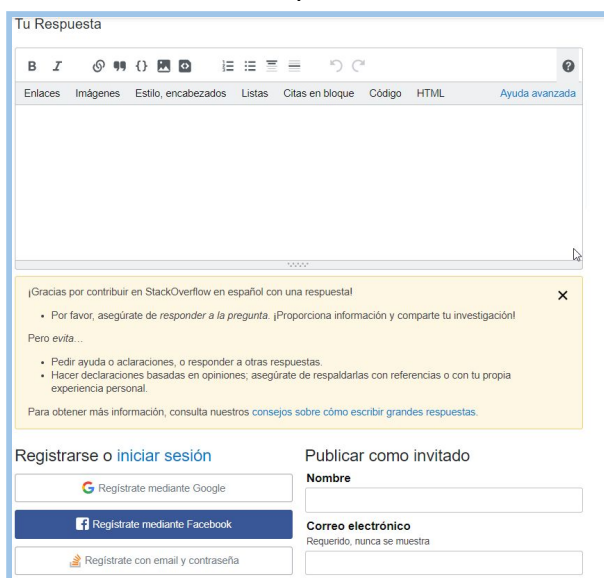 Tu Respuesta
B I {}
Enlaces Imágenes Estilo, encabezados Listas Citas en bloque Código HTML Ayuda avanzada
¡Gracias por contribuir en StackOverflow en español con una respuesta!
• Por favor, asegúrate de responder a la pregunta. ¡Proporciona información y comparte tu investigación!
Pero evita…
• Pedir ayuda o aclaraciones, o responder a otras respuestas.
• Hacer declaraciones basadas en opiniones; asegúrate de respaldarlas con referencias o con tu propia
experiencia personal.
Para obtener más información, consulta nuestros consejos sobre cómo escribir grandes respuestas.
Registrarse o iniciar sesión
Regístrate mediante Google
Regístrate mediante Facebook
Regístrate con email y contraseña
Publicar como invitado
Nombre
Correo electrónico
Requerido, nunca se muestra